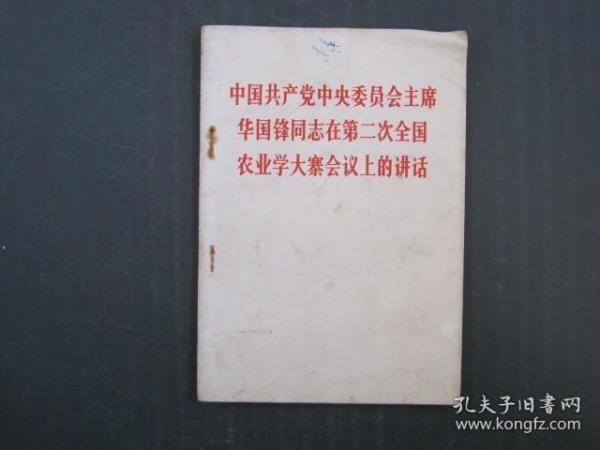 中国共产党中央委员会主席
华国锋同志在第二次全国
农业学大寨会议上的讲话
孔夫子旧書网
www.kongfz.com